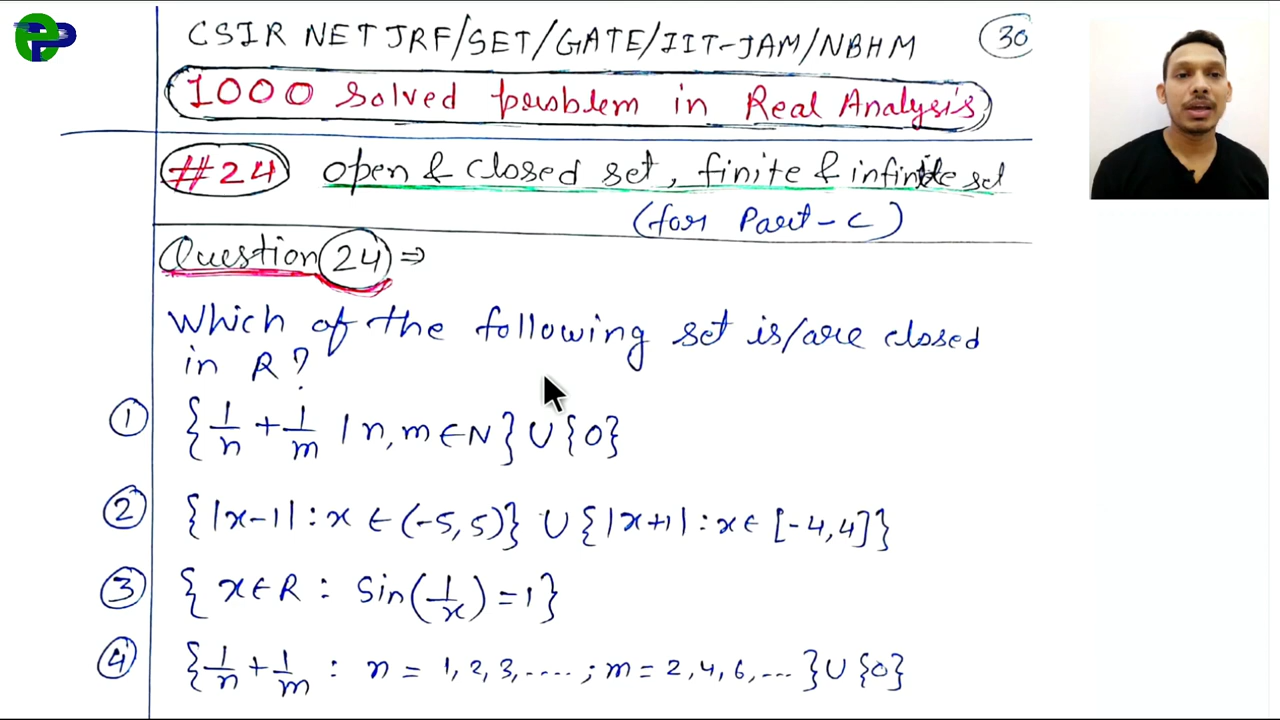 eP
CSIR NET JRF/SET/GATE/IIT-JAM/NBHM 30
1000 solved problem in Real Analysis
#24 open & closed set, finite & infinite set
(for Part-C)
Question 24 ⇒
Which of the following set is/are closed
in R?
1 {1/n + 1/m | n, m ∈ N} ∪ {0}
2 {|x-1| : x ∈ (-5, 5)} ∪ {|x+1| : x ∈ [-4, 4]}
3 {x ∈ R : Sin(1/x) = 1}
4 {1/n + 1/m : n = 1, 2, 3, ....; m = 2, 4, 6, ...} ∪ {0}